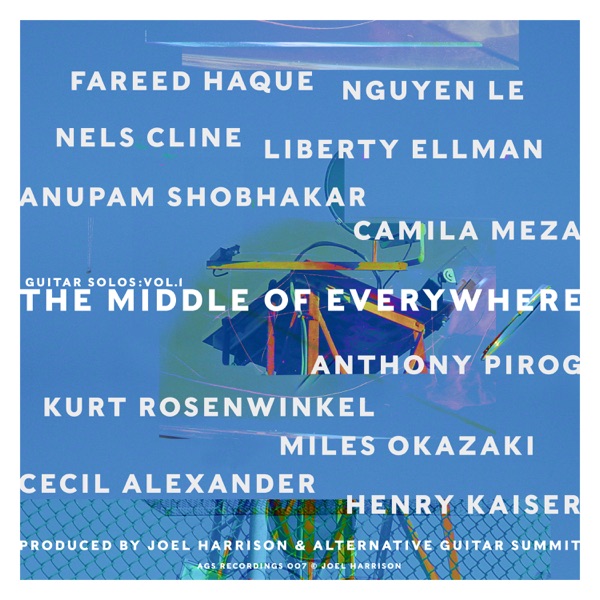 FAREED HAQUE
NGUYEN LE
NELS CLINE
LIBERTY ELLMAN
ANUPAM SHOBHAKAR
CAMILA MEZA
GUITAR SOLOS:VOL.1
THE MIDDLE OF EVERYWHERE
ANTHONY PIROG
KURT ROSENWINKEL
MILES OKAZAKI
CECIL ALEXANDER
HENRY KAISER
PRODUCED BY JOEL HARRISON & ALTERNATIVE GUITAR SUMMIT
AGS RECORDINGS 007 © JOEL HARRISON